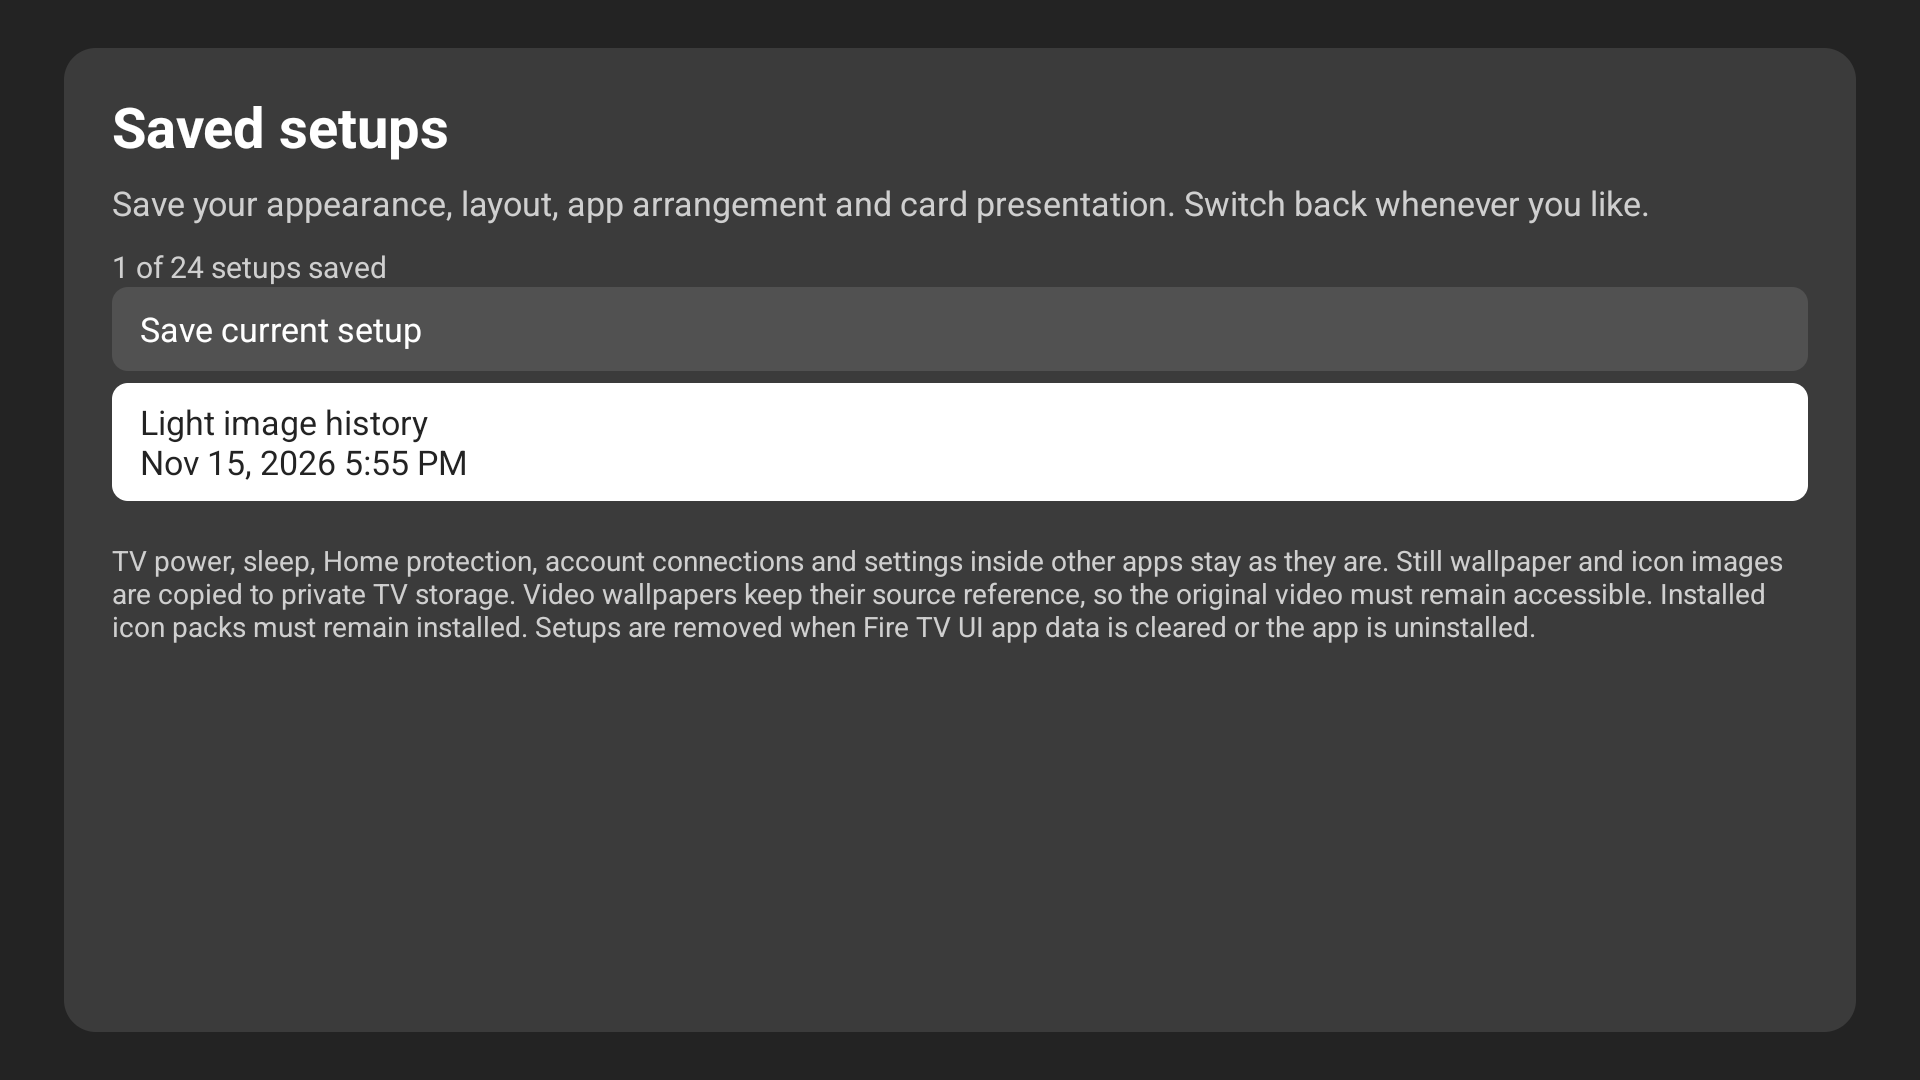 Saved setups
Save your appearance, layout, app arrangement and card presentation. Switch back whenever you like.
1 of 24 setups saved
Save current setup
Light image history
Nov 15, 2026 5:55 PM
TV power, sleep, Home protection, account connections and settings inside other apps stay as they are. Still wallpaper and icon images
are copied to private TV storage. Video wallpapers keep their source reference, so the original video must remain accessible. Installed
icon packs must remain installed. Setups are removed when Fire TV UI app data is cleared or the app is uninstalled.